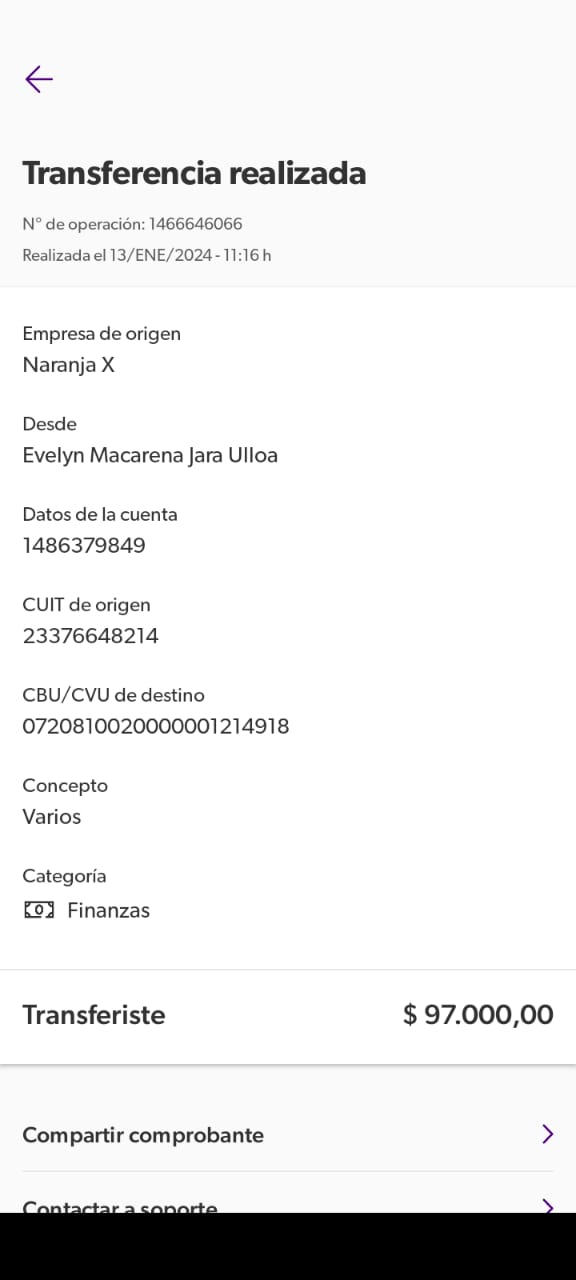 Transferencia realizada
N° de operación: 1466646066
Realizada el 13/ENE/2024 - 11:16 h
Empresa de origen
Naranja X
Desde
Evelyn Macarena Jara Ulloa
Datos de la cuenta
1486379849
CUIT de origen
23376648214
CBU/CVU de destino
0720810020000001214918
Concepto
Varios
Categoría
Finanzas
Transferiste $ 97.000,00
Compartir comprobante
Contactar a soporte